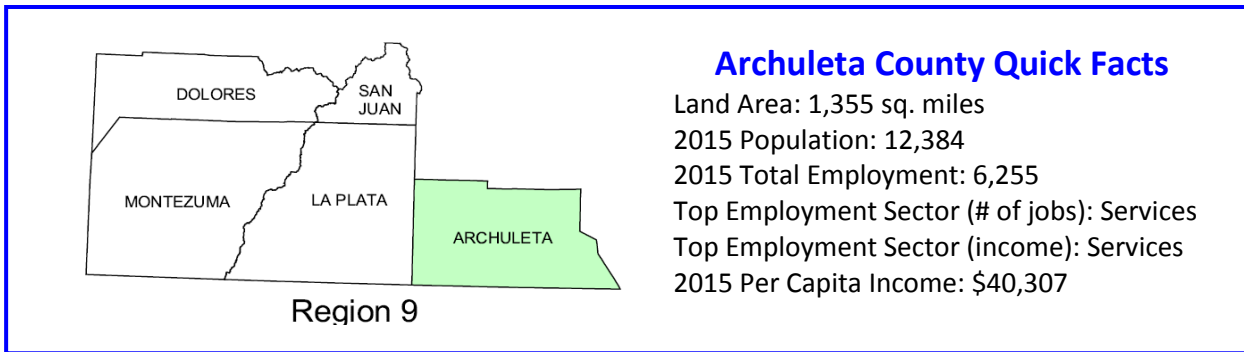 DOLORES
SAN
JUAN
MONTEZUMA
LA PLATA
ARCHULETA
Region 9
Archuleta County Quick Facts
Land Area: 1,355 sq. miles
2015 Population: 12,384
2015 Total Employment: 6,255
Top Employment Sector (# of jobs): Services
Top Employment Sector (income): Services
2015 Per Capita Income: $40,307